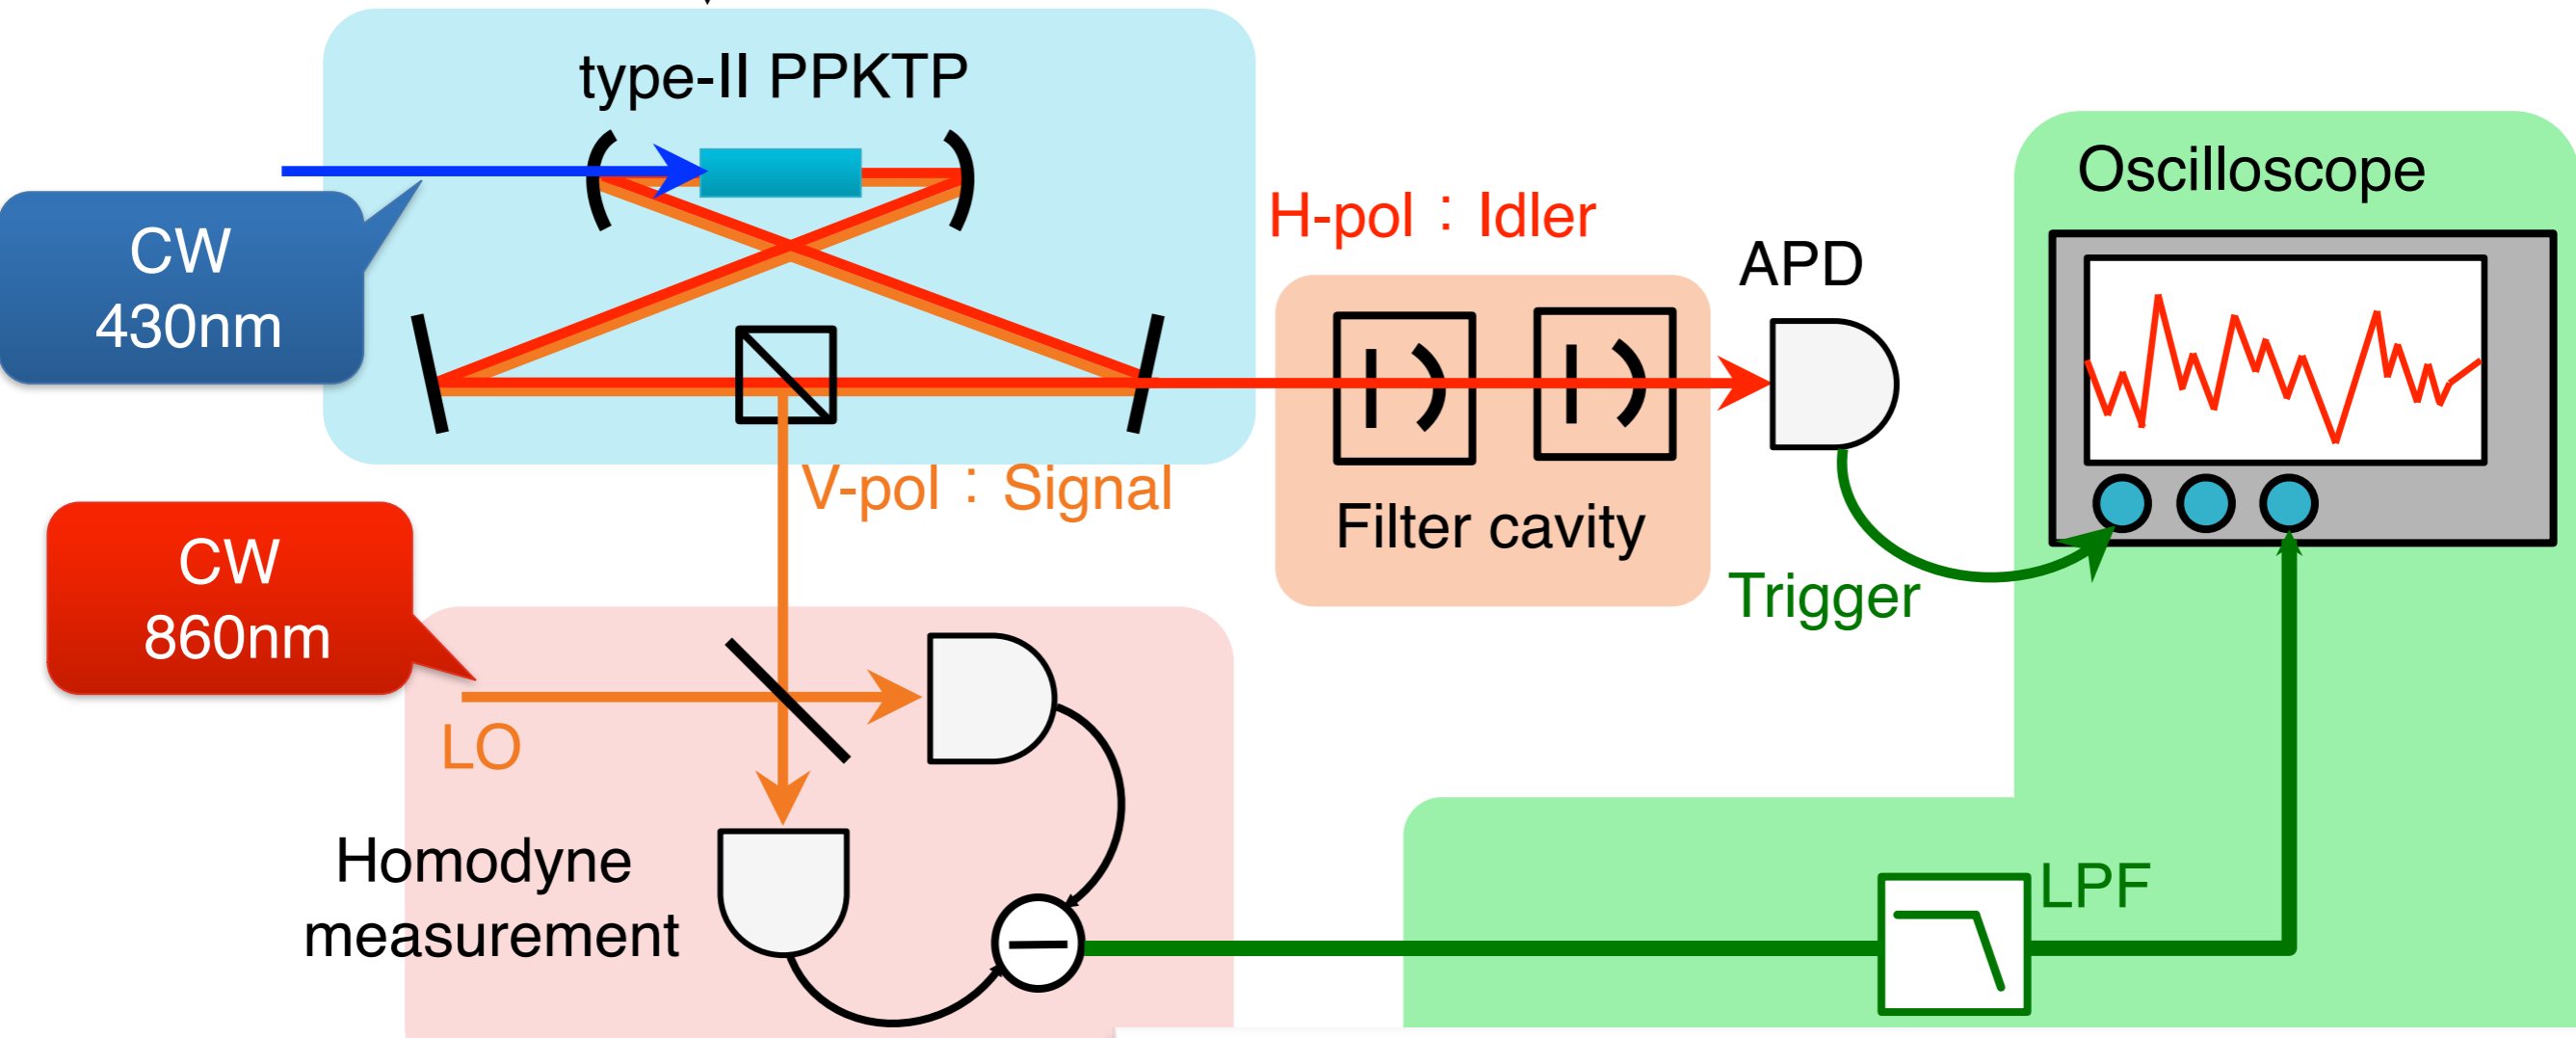 type-II PPKTP
CW
430nm
H-pol：Idler
APD
Oscilloscope
V-pol：Signal
Filter cavity
Trigger
CW
860nm
LO
Homodyne
measurement
LPF